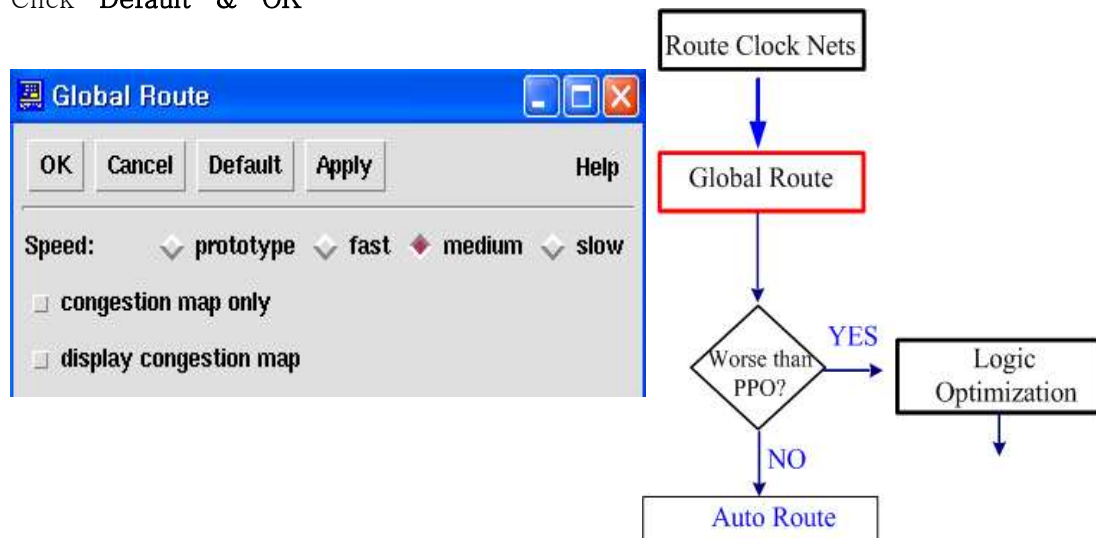 Click "Default" & "OK"
Global Route
OK Cancel Default Apply Help
Speed: prototype fast medium slow
congestion map only
display congestion map
Route Clock Nets
Global Route
Worse than
PPO?
YES
Logic
Optimization
NO
Auto Route